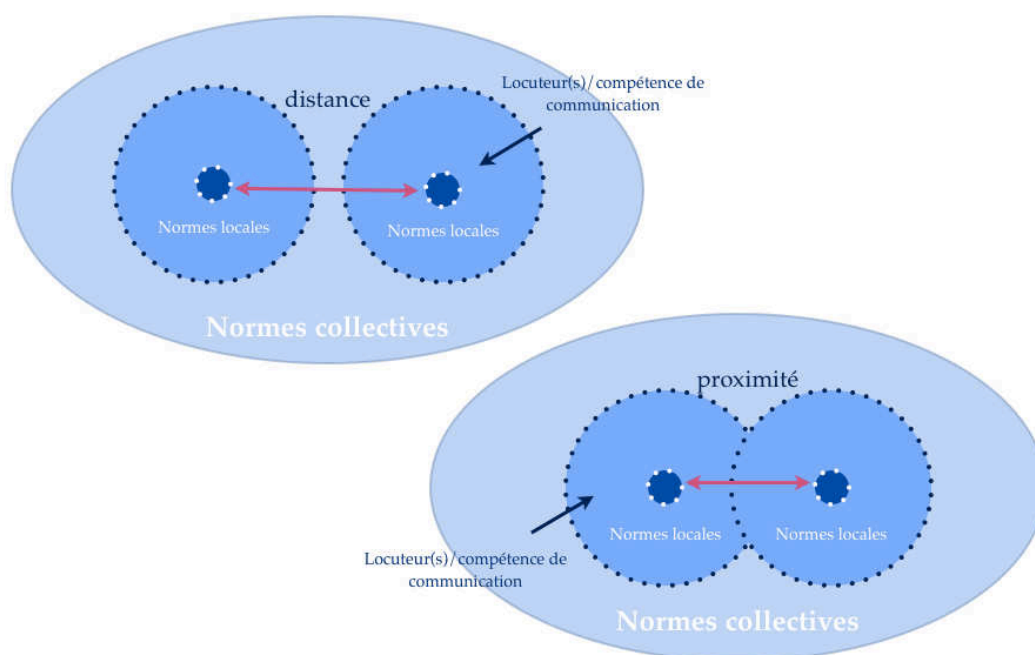 Locuteur(s)/compétence de
communication
distance
Normes locales
Normes locales
Normes collectives
proximité
Normes locales
Normes locales
Locuteur(s)/compétence de
communication
Normes collectives